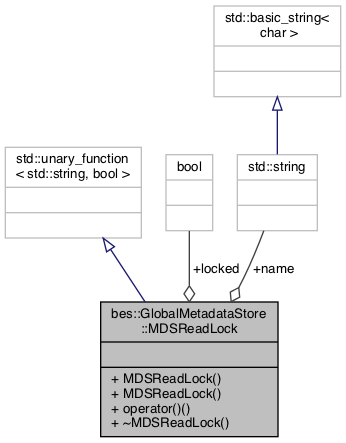 std::basic_string<
char >
std::unary_function
< std::string, bool >
bool
std::string
+locked
+name
bes::GlobalMetadataStore
::MDSReadLock
+ MDSReadLock()
+ MDSReadLock()
+ operator()()
+ ~MDSReadLock()